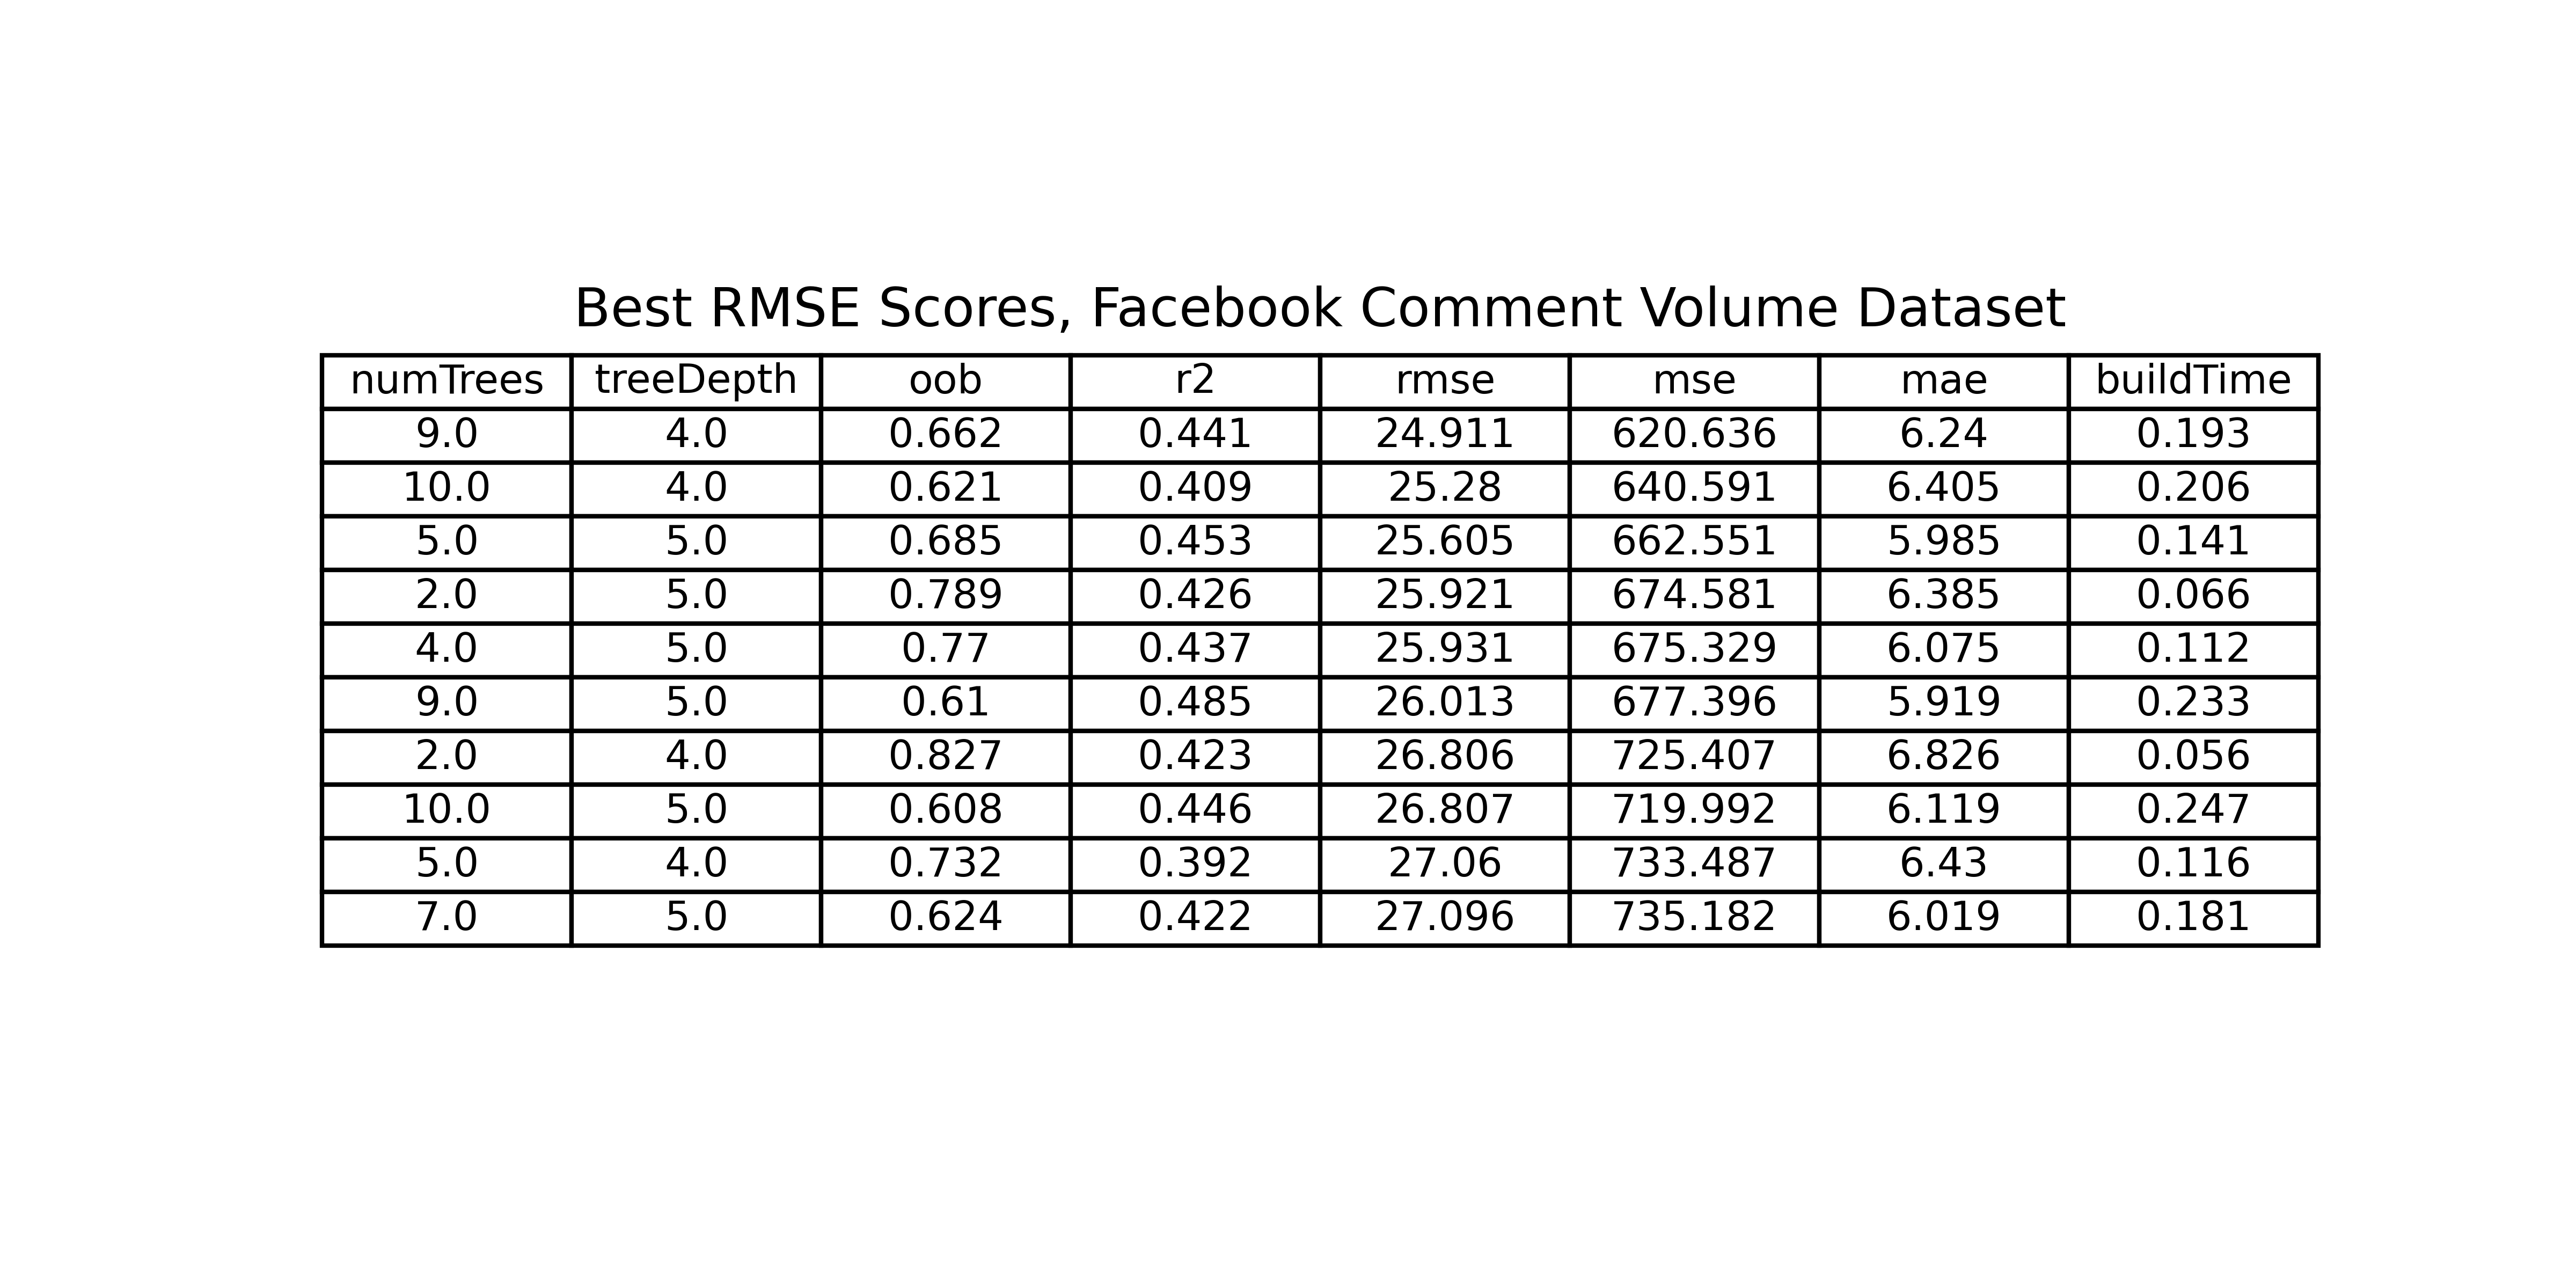 Best RMSE Scores, Facebook Comment Volume Dataset
numTrees treeDepth oob r2 rmse mse mae buildTime
9.0 4.0 0.662 0.441 24.911 620.636 6.24 0.193
10.0 4.0 0.621 0.409 25.28 640.591 6.405 0.206
5.0 5.0 0.685 0.453 25.605 662.551 5.985 0.141
2.0 5.0 0.789 0.426 25.921 674.581 6.385 0.066
4.0 5.0 0.77 0.437 25.931 675.329 6.075 0.112
9.0 5.0 0.61 0.485 26.013 677.396 5.919 0.233
2.0 4.0 0.827 0.423 26.806 725.407 6.826 0.056
10.0 5.0 0.608 0.446 26.807 719.992 6.119 0.247
5.0 4.0 0.732 0.392 27.06 733.487 6.43 0.116
7.0 5.0 0.624 0.422 27.096 735.182 6.019 0.181